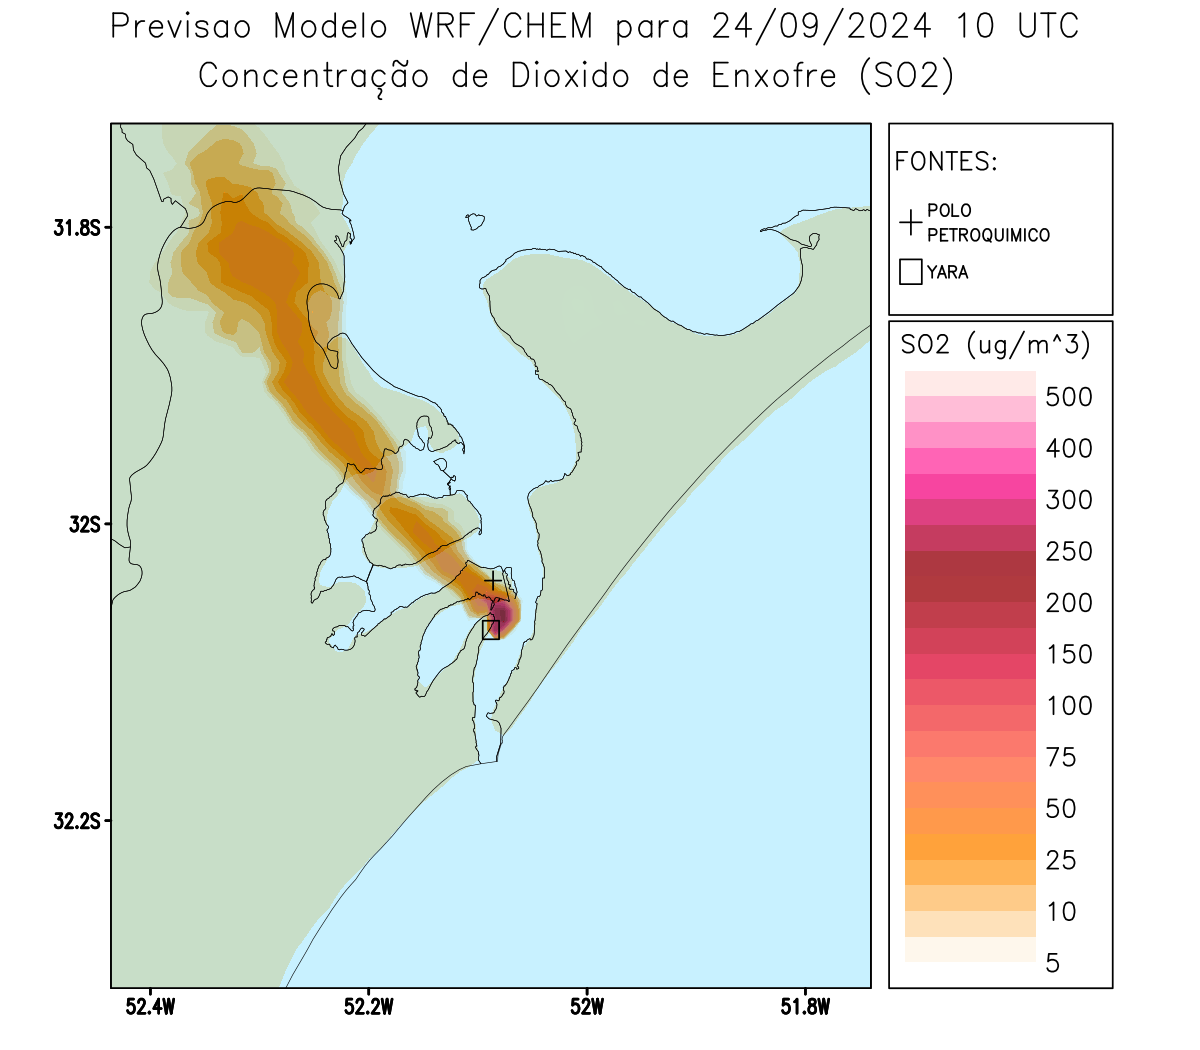 Previsao Modelo WRF/CHEM para 24/09/2024 10 UTC
Concentração de Dioxido de Enxofre (SO2)
FONTES:
POLO
PETROQUIMICO
YARA
SO2 (ug/m^3)
500
400
300
250
200
150
100
75
50
25
10
5
31.8S
32S
32.2S
52.4W
52.2W
52W
51.8W